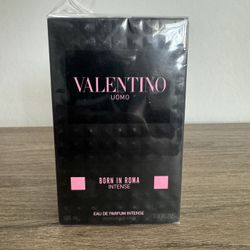 VALENTINO
UOMO
BORN IN ROMA
INTENSE
EAU DE PARFUM INTENSE